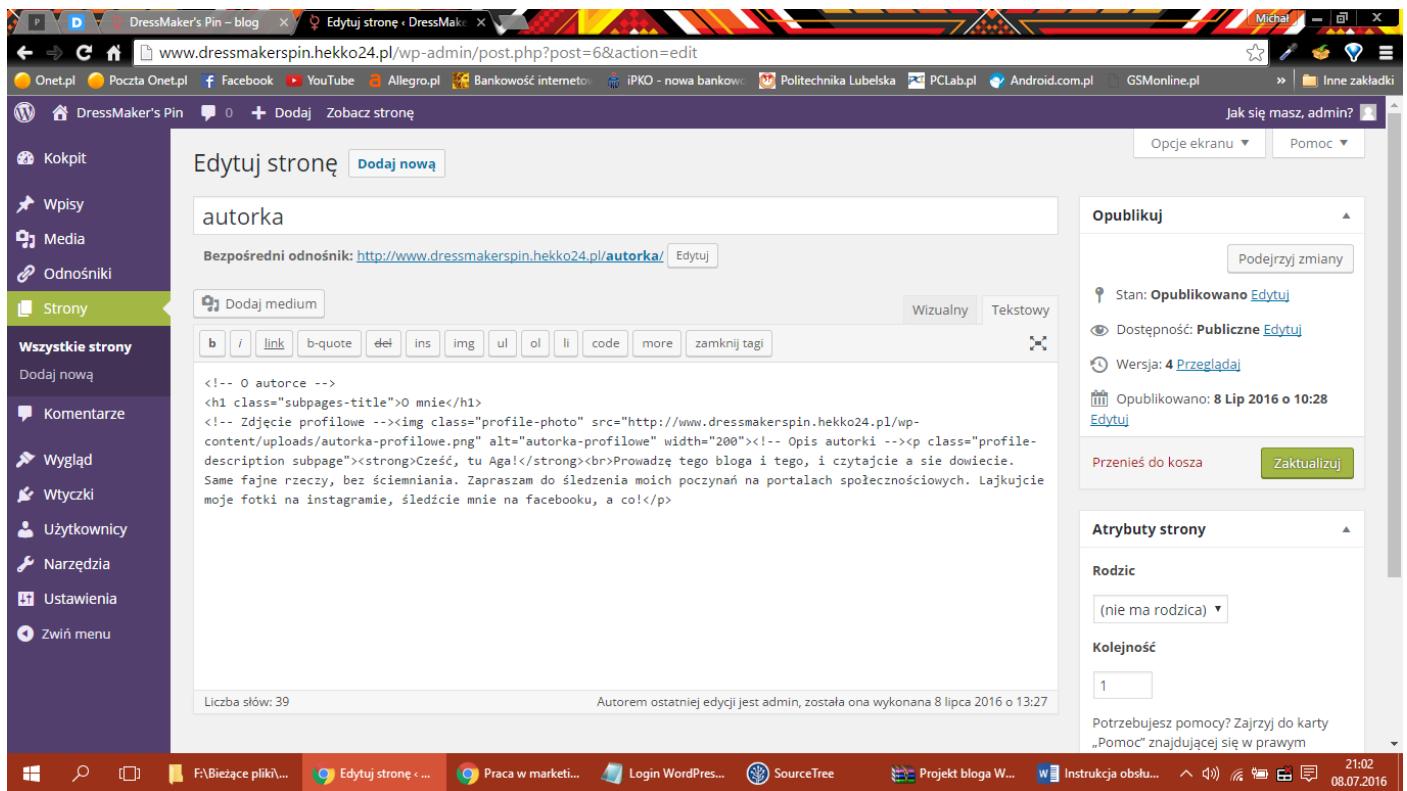 P
D
DressMaker's Pin – blog
Edytuj stronę ‹ DressMake
Michał
www.dressmakerspin.hekko24.pl/wp-admin/post.php?post=6&action=edit
Onet.pl Poczta Onet.pl Facebook YouTube Allegro.pl Bankowość interneto iPKO - nowa bankowo Politechnika Lubelska PCLab.pl Android.com.pl GSMonline.pl » Inne zakładki
DressMaker's Pin 0 + Dodaj Zobacz stronę Jak się masz, admin?
Opcje ekranu Pomoc
Kokpit
Wpisy
Media
Odnośniki
Strony
Wszystkie strony
Dodaj nową
Komentarze
Wygląd
Wtyczki
Użytkownicy
Narzędzia
Ustawienia
Zwiń menu
Edytuj stronę Dodaj nową
autorka
Bezpośredni odnośnik: http://www.dressmakerspin.hekko24.pl/autorka/ Edytuj
Dodaj medium Wizualny Tekstowy
b i link b-quote del ins img ul ol li code more zamknij tagi
<!-- O autorce -->
<h1 class="subpages-title">O mnie</h1>
<!-- Zdjęcie profilowe --><img class="profile-photo" src="http://www.dressmakerspin.hekko24.pl/wp-
content/uploads/autorka-profilowe.png" alt="autorka-profilowe" width="200"><!-- Opis autorki --><p class="profile-
description subpage"><strong>Cześć, tu Aga!</strong><br>Prowadzę tego bloga i tego, i czytajcie a sie dowiecie.
Same fajne rzeczy, bez ściemniania. Zapraszam do śledzenia moich poczynań na portalach społecznościowych. Lajkujcie
moje fotki na instagramie, śledźcie mnie na facebooku, a co!</p>
Liczba słów: 39 Autorem ostatniej edycji jest admin, została ona wykonana 8 lipca 2016 o 13:27
Opublikuj
Podejrzyj zmiany
Stan: Opublikowano Edytuj
Dostępność: Publiczne Edytuj
Wersja: 4 Przeglądaj
Opublikowano: 8 Lip 2016 o 10:28
Edytuj
Przenieś do kosza Zaktualizuj
Atrybuty strony
Rodzic
(nie ma rodzica)
Kolejność
1
Potrzebujesz pomocy? Zajrzyj do karty
„Pomoc” znajdującej się w prawym
F:\Bieżące pliki\... Edytuj stronę ‹ ... Praca w marketi... Login WordPres... SourceTree Projekt bloga W... Instrukcja obsłu... 21:02
08.07.2016